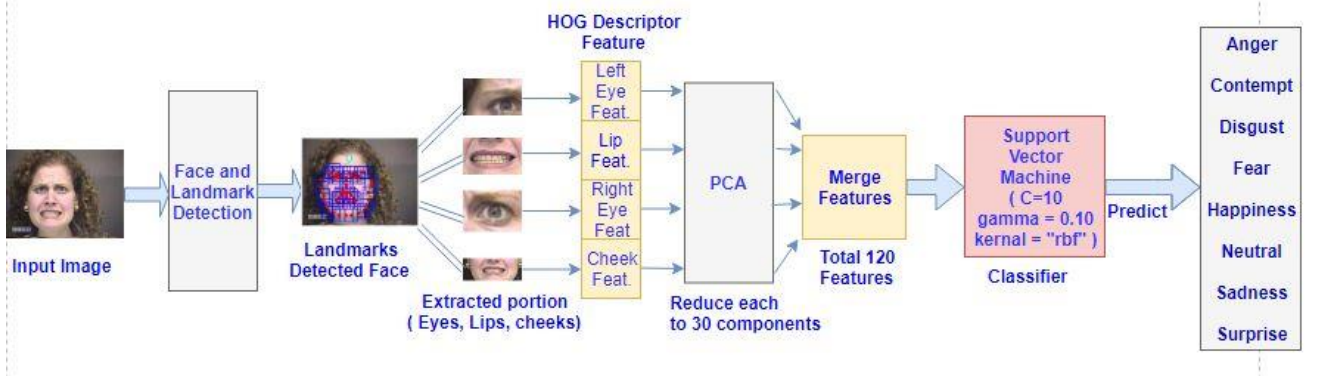 Input Image
Face and
Landmark
Detection
Landmarks
Detected Face
Extracted portion
( Eyes, Lips, cheeks)
HOG Descriptor
Feature
Left
Eye
Feat.
Lip
Feat.
Right
Eye
Feat
Cheek
Feat.
PCA
Reduce each
to 30 components
Merge
Features
Total 120
Features
Support
Vector
Machine
( C=10
gamma = 0.10
kernal = "rbf" )
Classifier
Predict
Anger
Contempt
Disgust
Fear
Happiness
Neutral
Sadness
Surprise